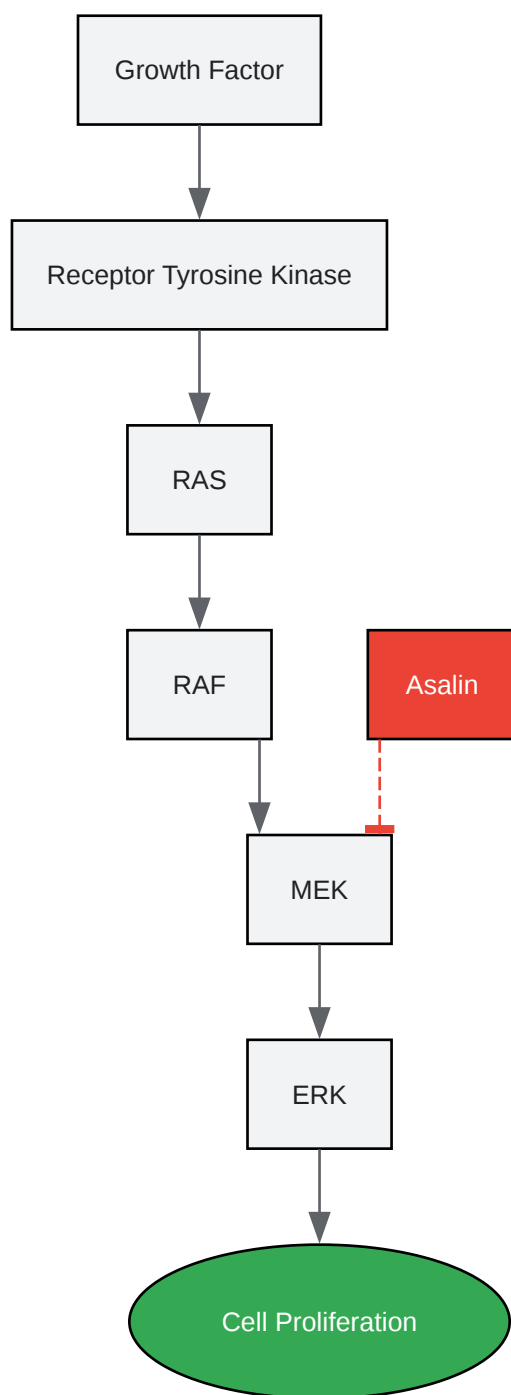 Growth Factor
Receptor Tyrosine Kinase
RAS
RAF
Asalin
MEK
ERK
Cell Proliferation